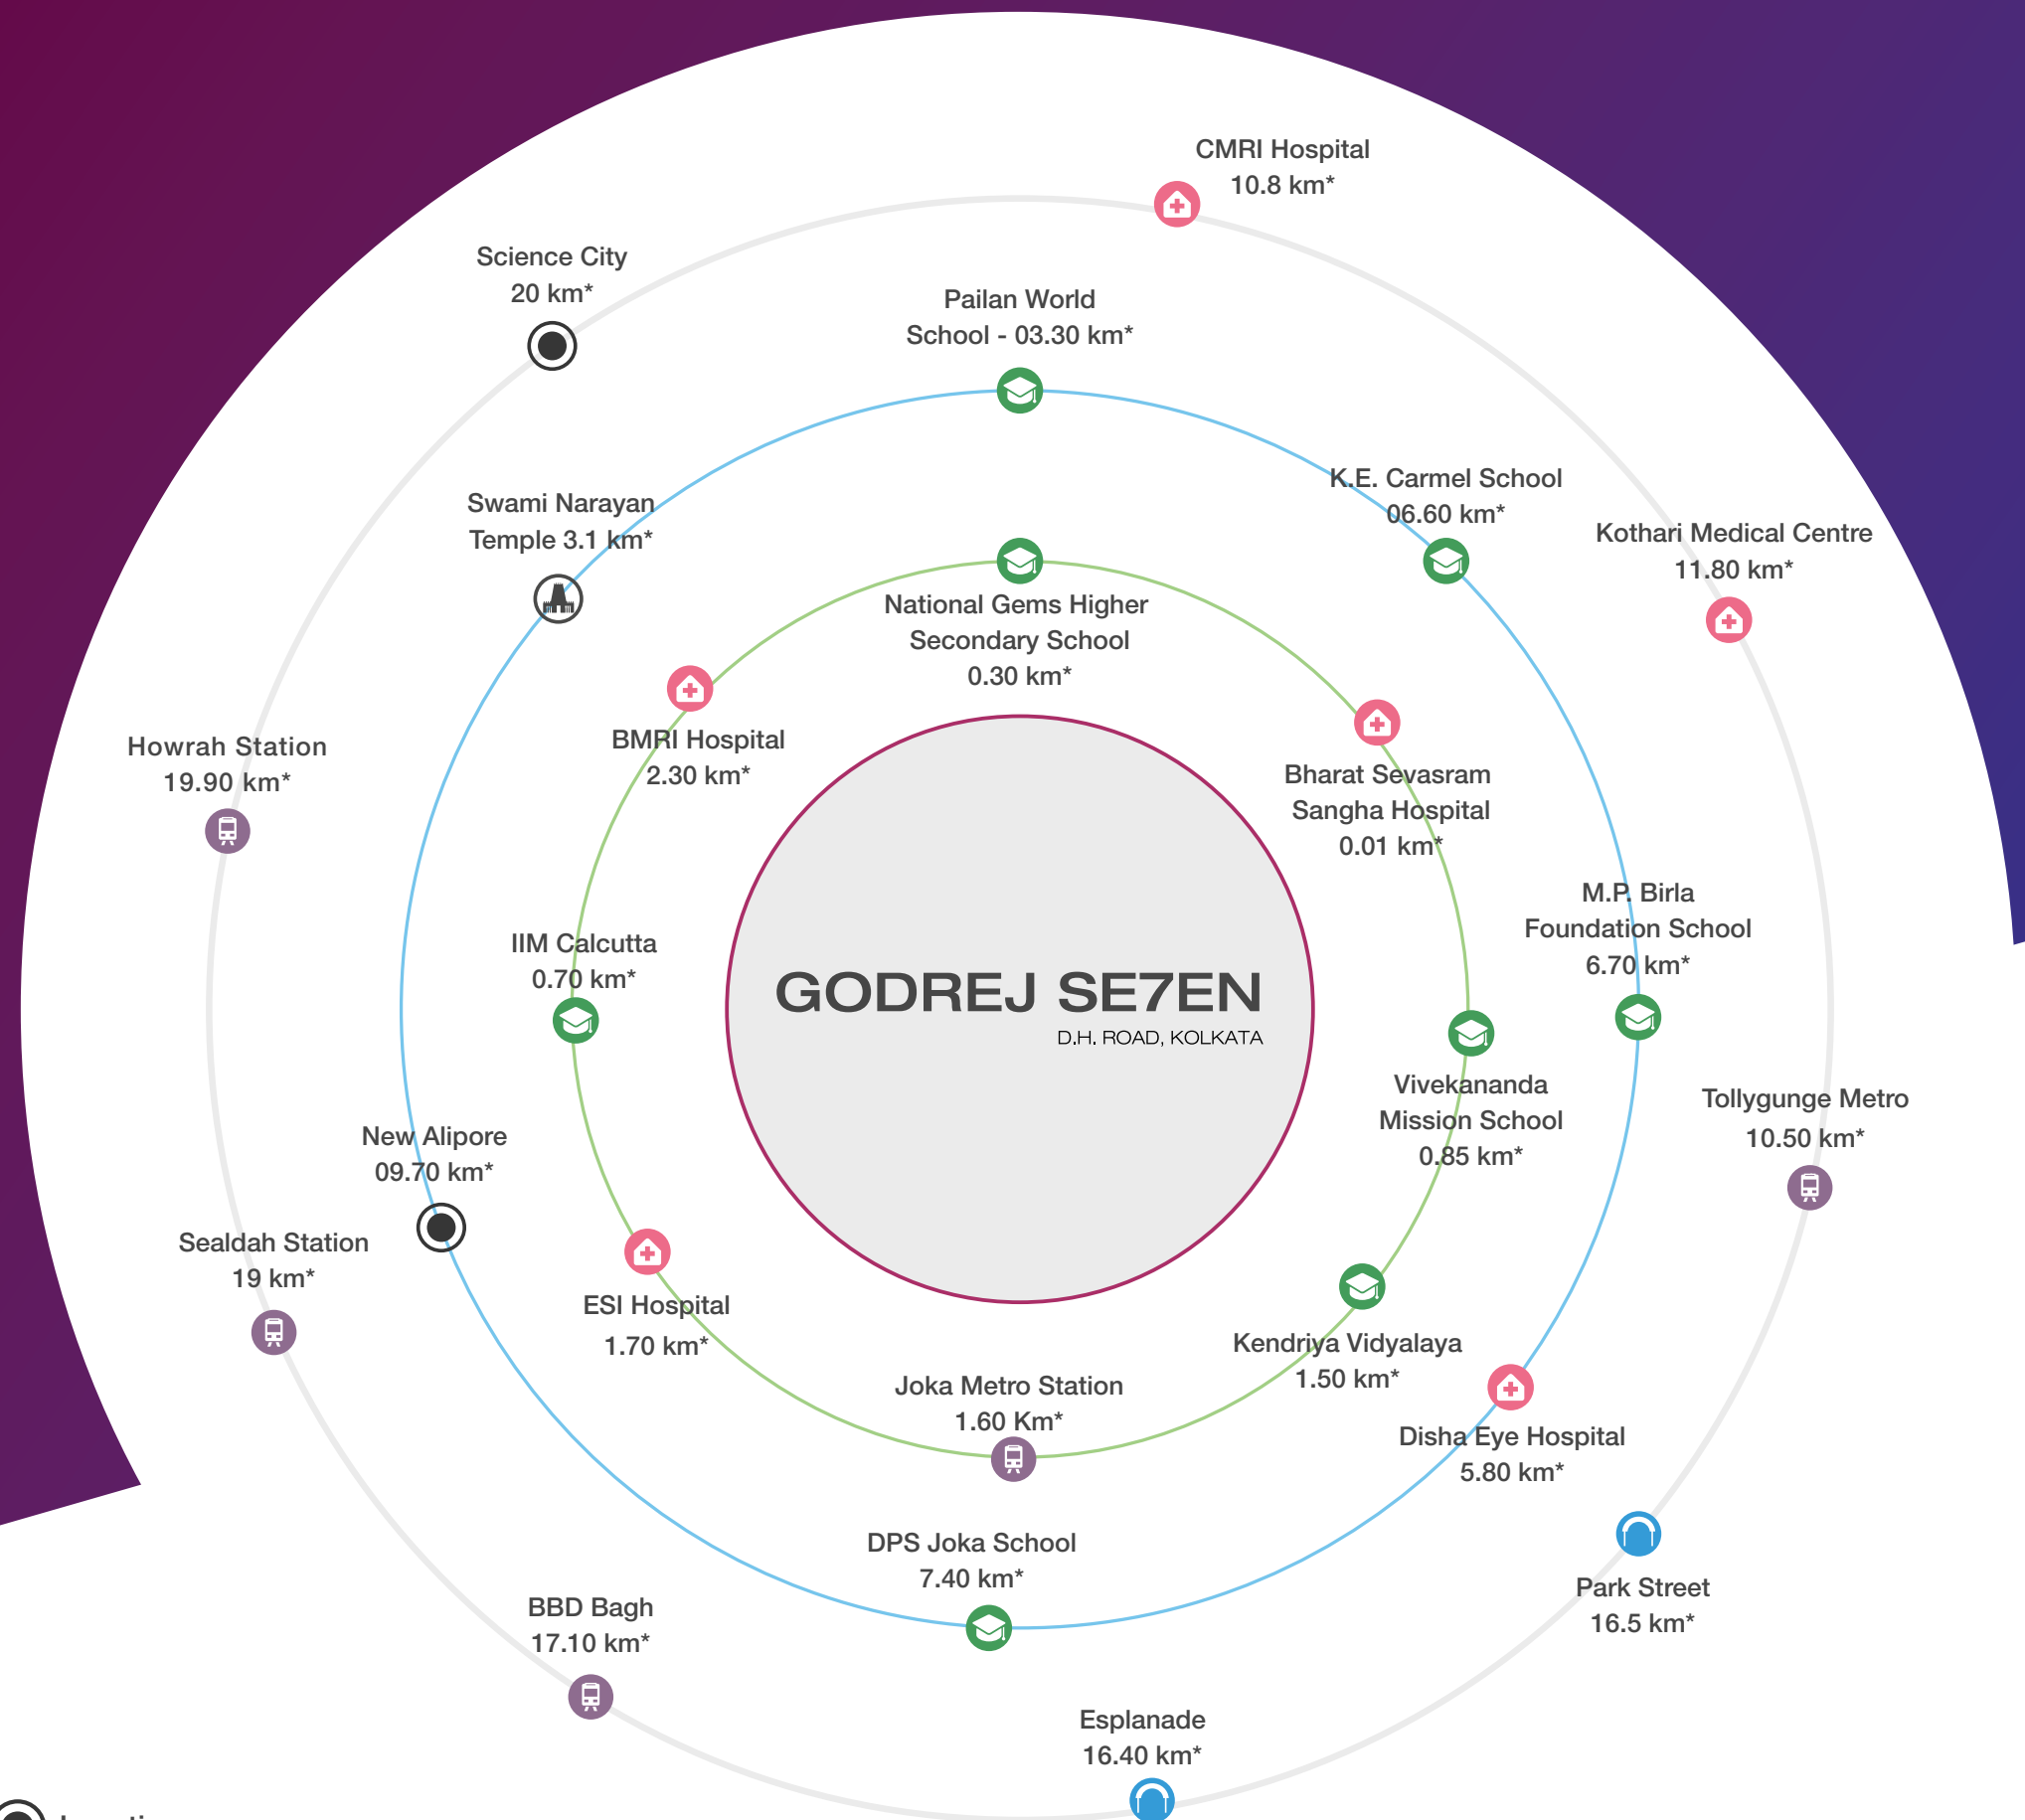 CMRI Hospital
10.8 km*
Science City
20 km*
Pailan World
School - 03.30 km*
K.E. Carmel School
06.60 km*
Swami Narayan
Temple 3.1 km*
Kothari Medical Centre
11.80 km*
National Gems Higher
Secondary School
0.30 km*
BMRI Hospital
2.30 km*
Howrah Station
19.90 km*
Bharat Sevasram
Sangha Hospital
0.01 km*
M.P. Birla
Foundation School
6.70 km*
IIM Calcutta
0.70 km*
GODREJ SE7EN
D.H. ROAD, KOLKATA
Vivekananda
Mission School
0.85 km*
Tollygunge Metro
10.50 km*
New Alipore
09.70 km*
Sealdah Station
19 km*
ESI Hospital
1.70 km*
Kendriya Vidyalaya
1.50 km*
Joka Metro Station
1.60 Km*
Disha Eye Hospital
5.80 km*
DPS Joka School
7.40 km*
Park Street
16.5 km*
BBD Bagh
17.10 km*
Esplanade
16.40 km*